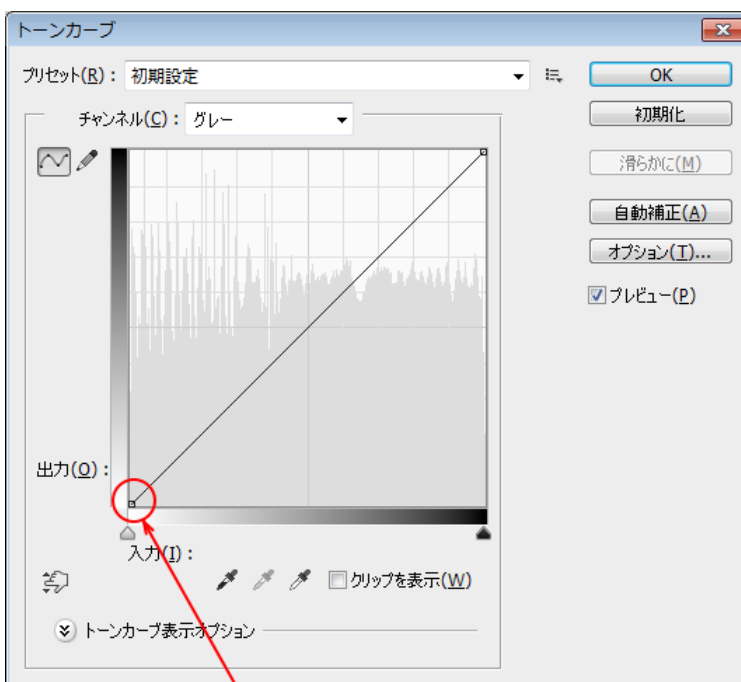 トーンカーブ
プリセット(R)： 初期設定
OK
チャンネル(C)： グレー
初期化
滑らかに(M)
自動補正(A)
オプション(T)...
プレビュー(P)
出力(O)：
入力(I)：
クリップを表示(W)
トーンカーブ表示オプション